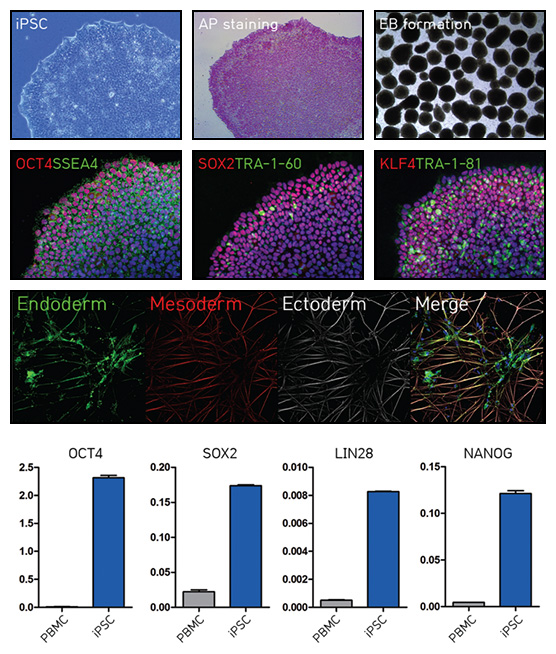 iPSC
AP staining
EB formation
OCT4SSEA4
SOX2TRA-1-60
KLF4TRA-1-81
Endoderm
Mesoderm
Ectoderm
Merge
OCT4
2.5
2.0
1.5
1.0
0.5
0.0
PBMC
iPSC
SOX2
0.20
0.15
0.10
0.05
0.00
PBMC
iPSC
LIN28
0.010
0.008
0.006
0.004
0.002
0.000
PBMC
iPSC
NANOG
0.15
0.10
0.05
0.00
PBMC
iPSC